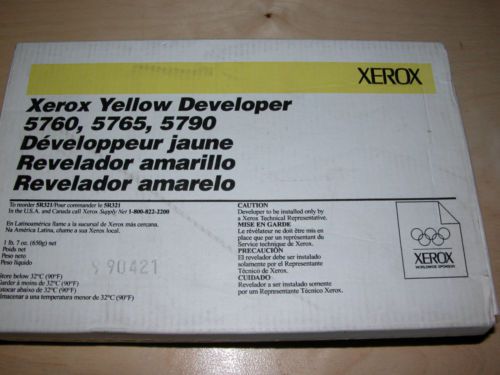 XEROX
Xerox Yellow Developer
5760, 5765, 5790
Développeur jaune
Revelador amarillo
Revelador amarelo
To reorder 5R321/Pour commander le 5R321
In the U.S.A. and Canada call Xerox Supply Net 1-800-822-2200
En Latinoamérica llame a la sucursal de Xerox más cercana.
Na América Latina, chame a sua Xerox local.
1 lb. 7 oz. (650g) net
Poids net
Peso neto
Peso líquido
990421
Store below 32°C (90°F)
Garder à moins de 32°C (90°F)
Almacenar a una temperatura menor de 32°C (90°F)
CAUTION
Developer to be installed only by
a Xerox Technical Representative.
MISE EN GARDE
Le révélateur ne doit être mis en
place que par un représentant du
Service technique de Xerox.
PRECAUCIÓN
El revelador debe ser instalado
solamente por el Representante
Técnico de Xerox.
CUIDADO
Revelador a ser instalado somente
por um Representante Técnico Xerox.
XEROX
WORLDWIDE SPONSOR